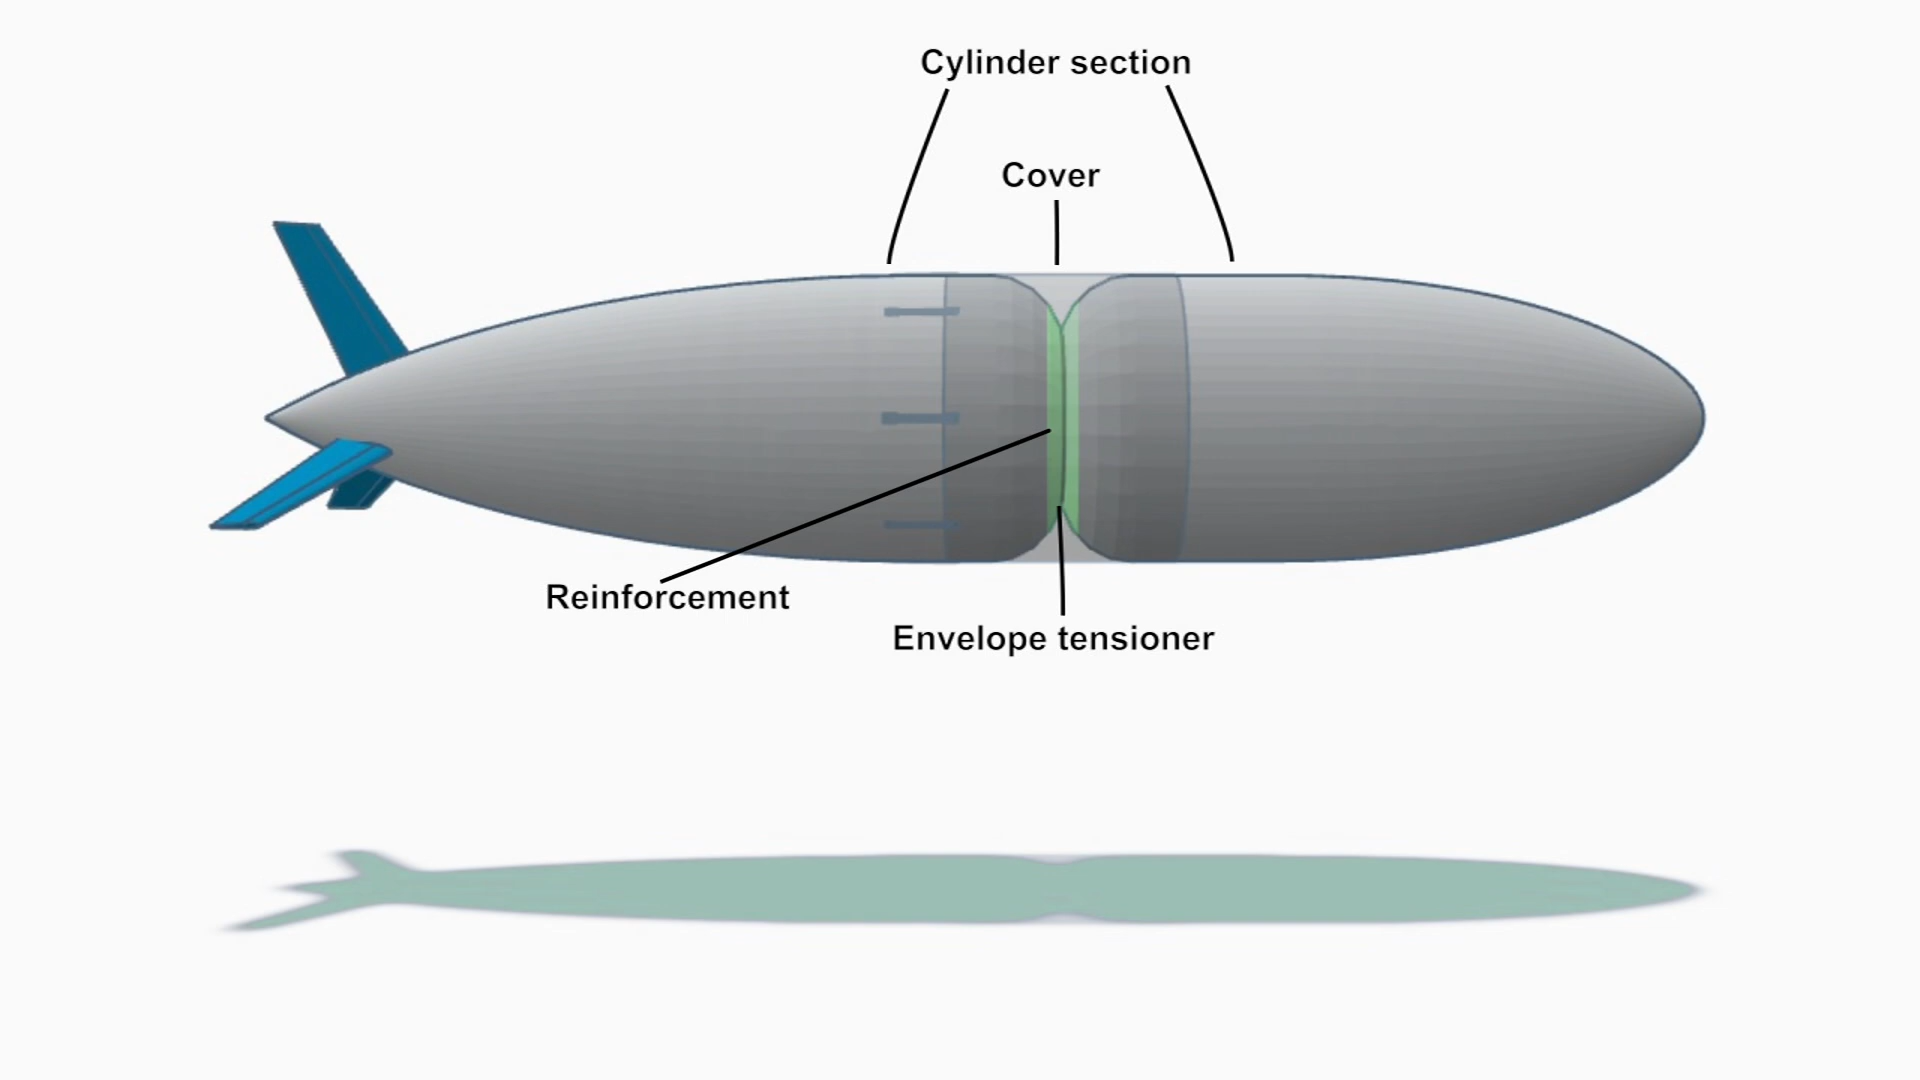 Cylinder section
Cover
Reinforcement
Envelope tensioner